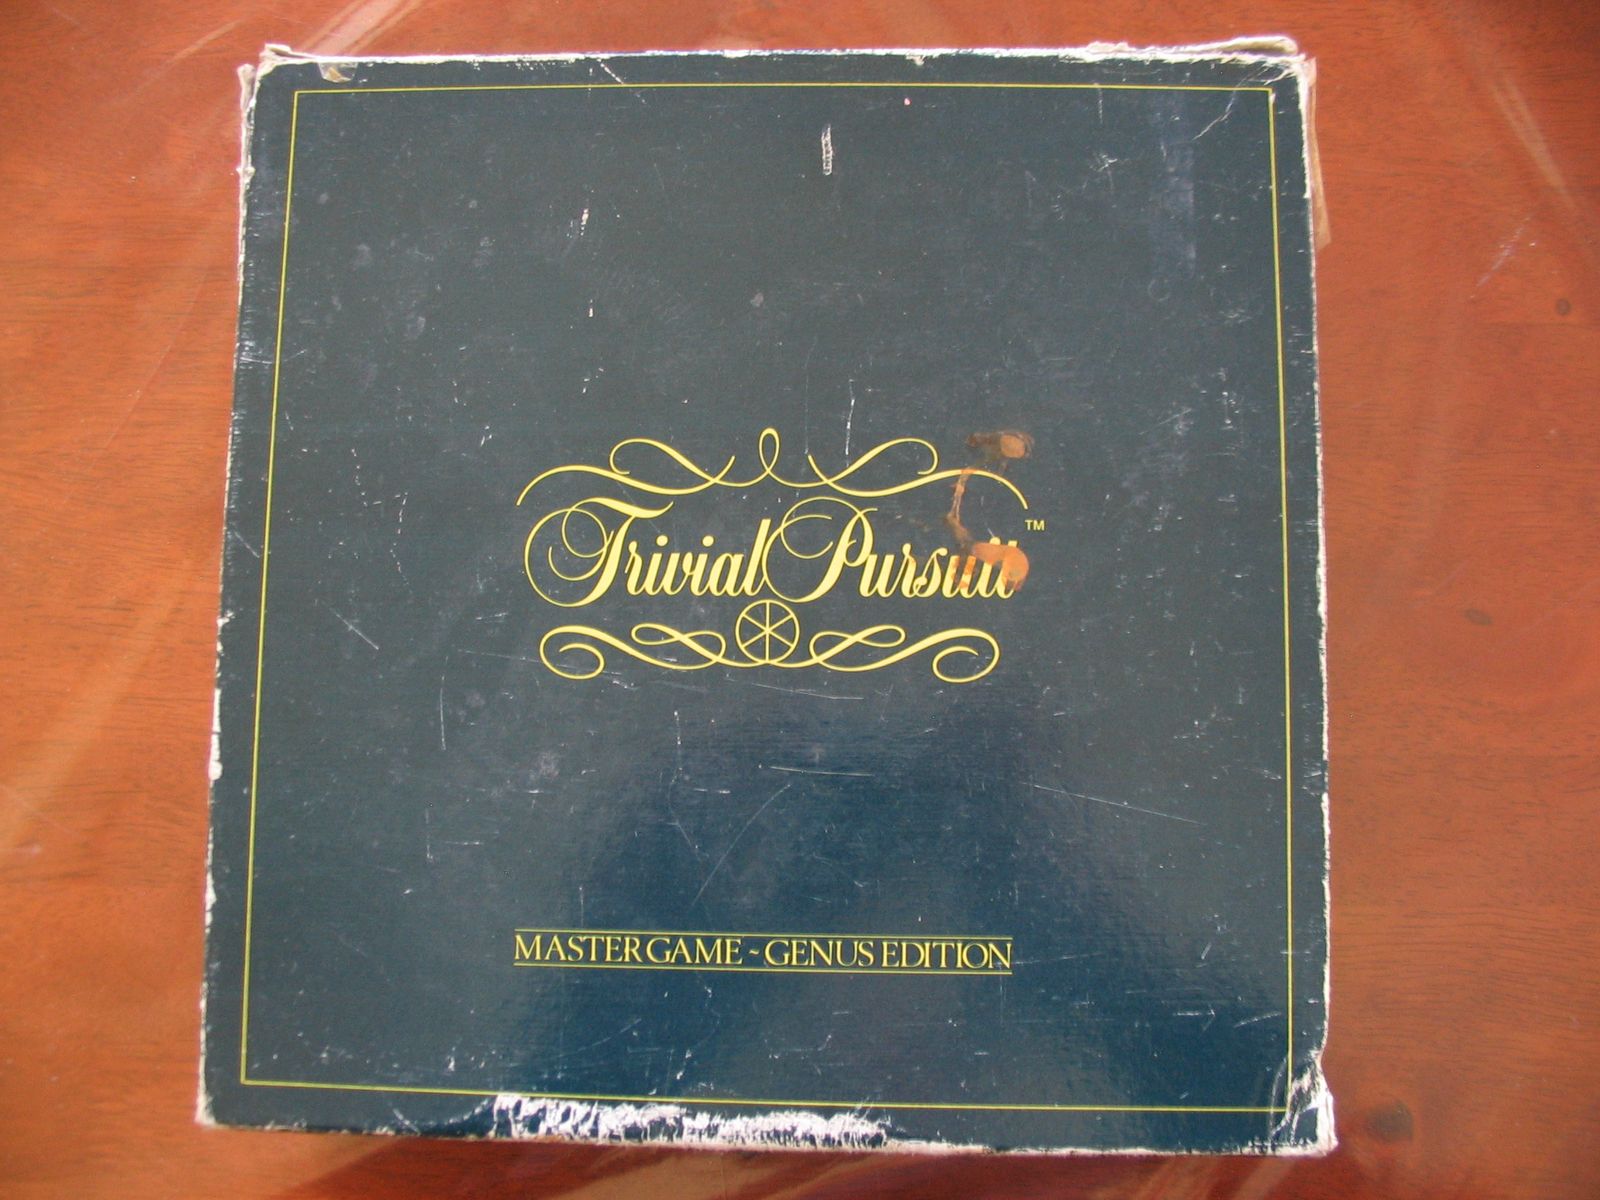 Trivial Pursuit™
MASTER GAME ~ GENUS EDITION